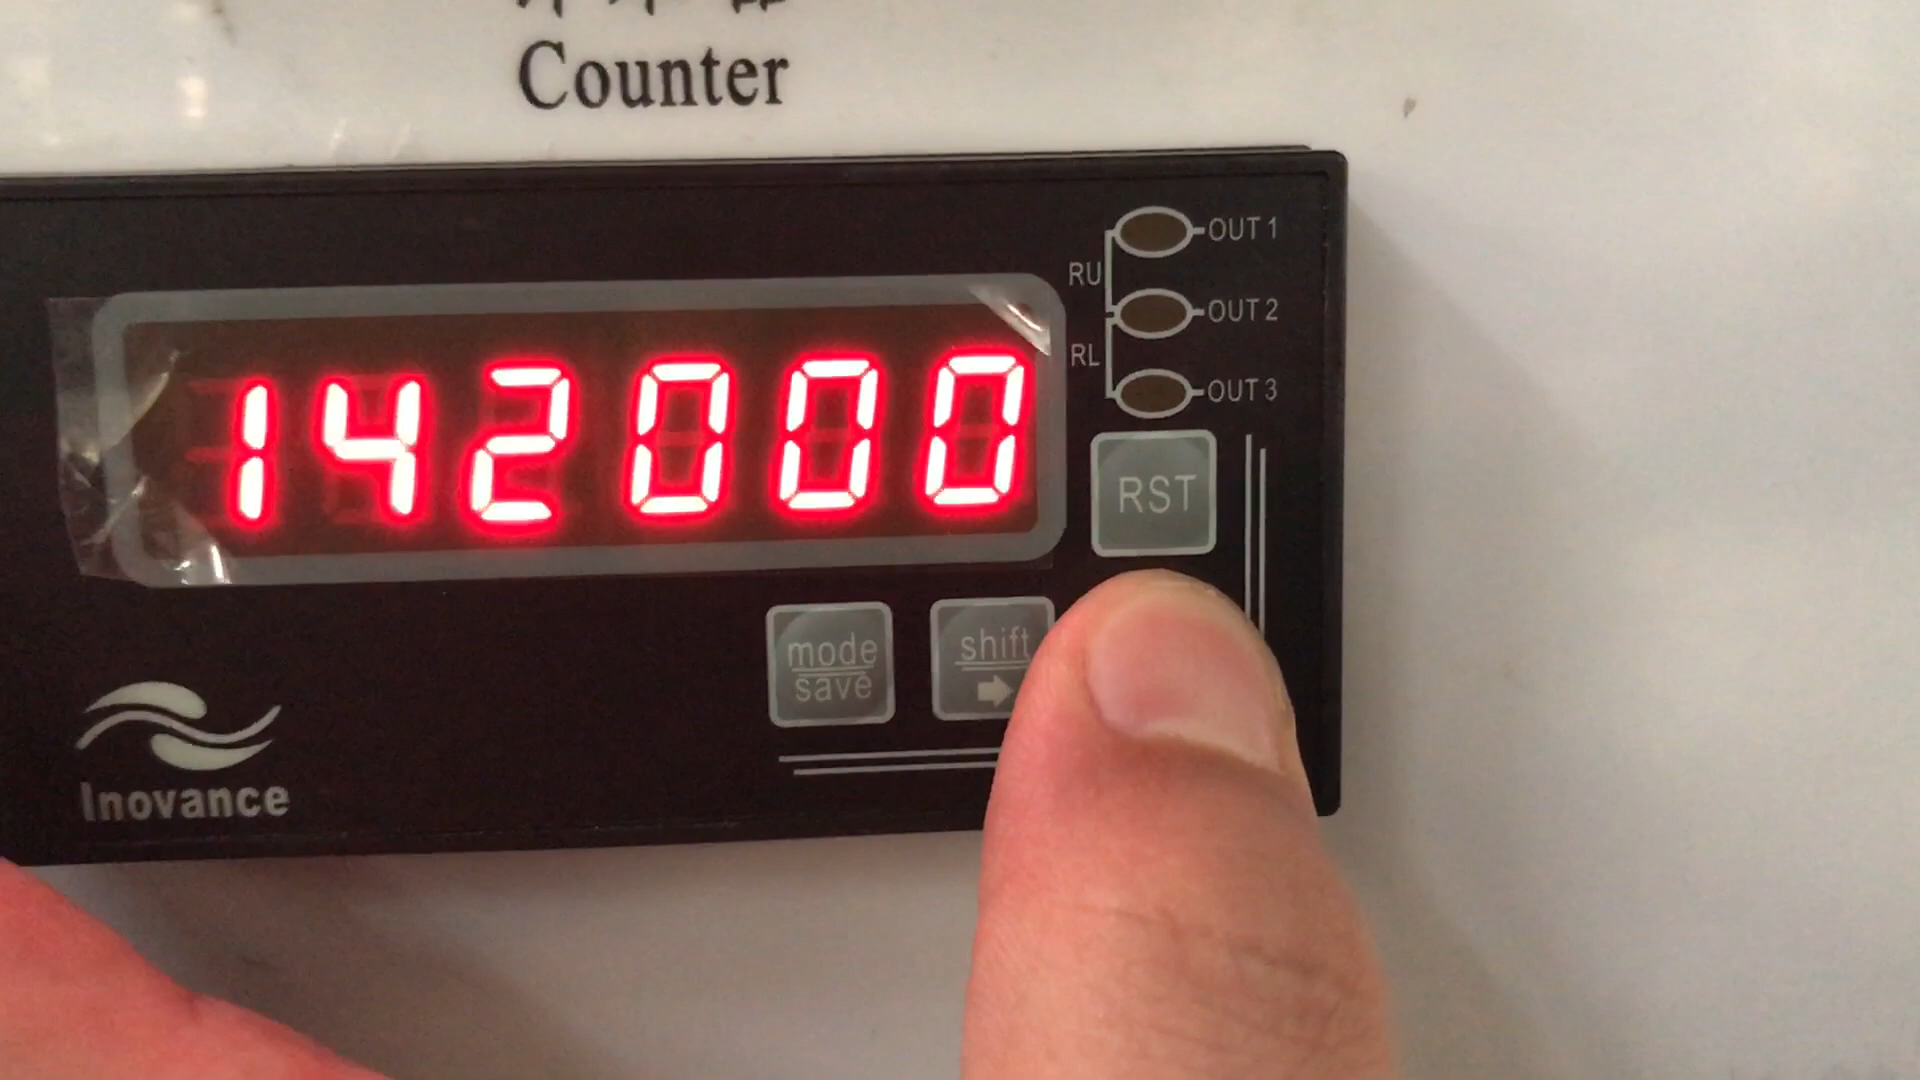 Counter
OUT 1
RU
OUT 2
RL
OUT 3
142000
RST
mode
save
shift
Inovance